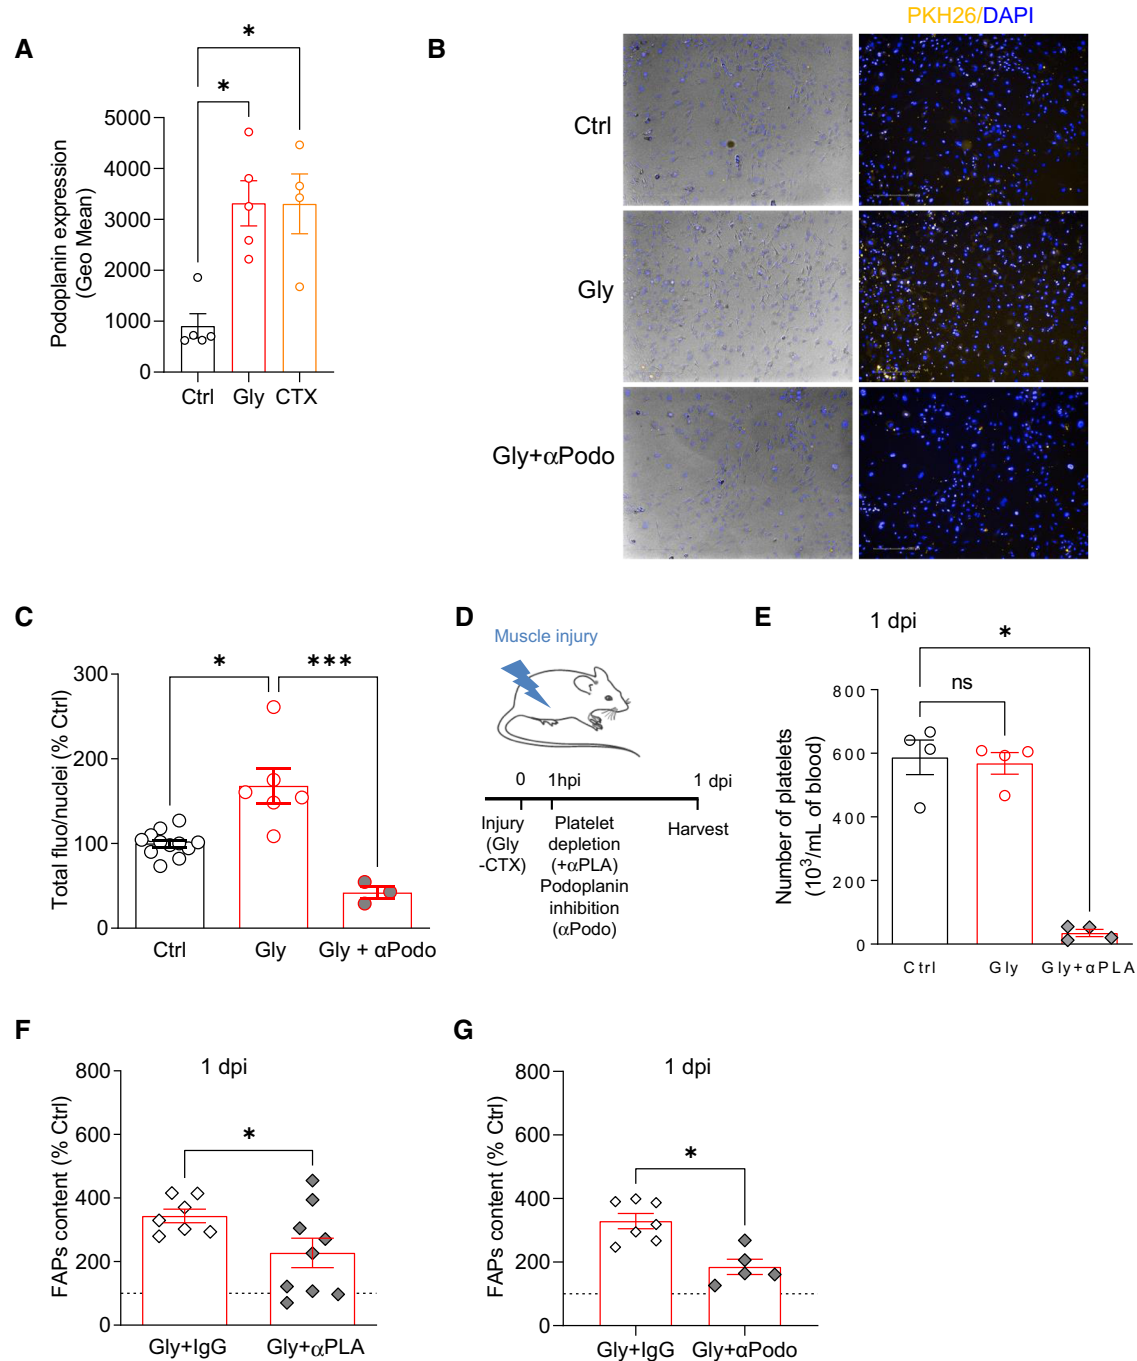 A
*
*
Podoplanin expression
(Geo Mean)
5000
4000
3000
2000
1000
0
Ctrl Gly CTX
B
PKH26/DAPI
Ctrl
Gly
Gly+αPodo
C
*
***
Total fluo/nuclei (% Ctrl)
300
200
100
0
Ctrl Gly Gly + αPodo
D
Muscle injury
0 1hpi 1 dpi
Injury
(Gly
-CTX)
Platelet
depletion
(+αPLA)
Podoplanin
inhibition
(αPodo)
Harvest
E
1 dpi
*
ns
Number of platelets
(10³/mL of blood)
800
600
400
200
0
Ctrl Gly Gly+αPLA
F
1 dpi
*
FAPs content (% Ctrl)
800
600
400
200
0
Gly+IgG Gly+αPLA
G
1 dpi
*
FAPs content (% Ctrl)
800
600
400
200
0
Gly+IgG Gly+αPodo